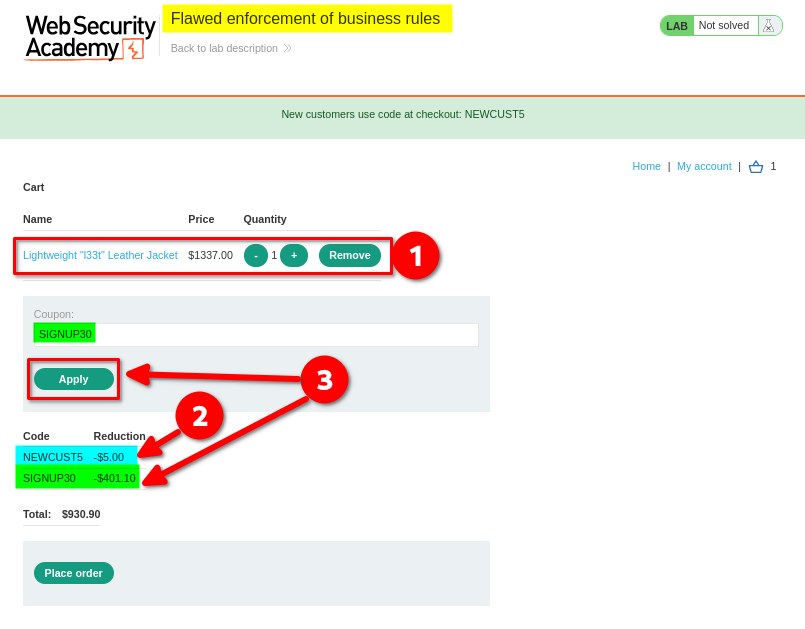 Web Security
Academy
Flawed enforcement of business rules
Back to lab description
LAB Not solved
New customers use code at checkout: NEWCUST5
Home | My account | 1
Cart
Name Price Quantity
Lightweight "l33t" Leather Jacket $1337.00 - 1 + Remove
1
Coupon:
SIGNUP30
Apply
3
2
Code Reduction
NEWCUST5 -$5.00
SIGNUP30 -$401.10
Total: $930.90
Place order